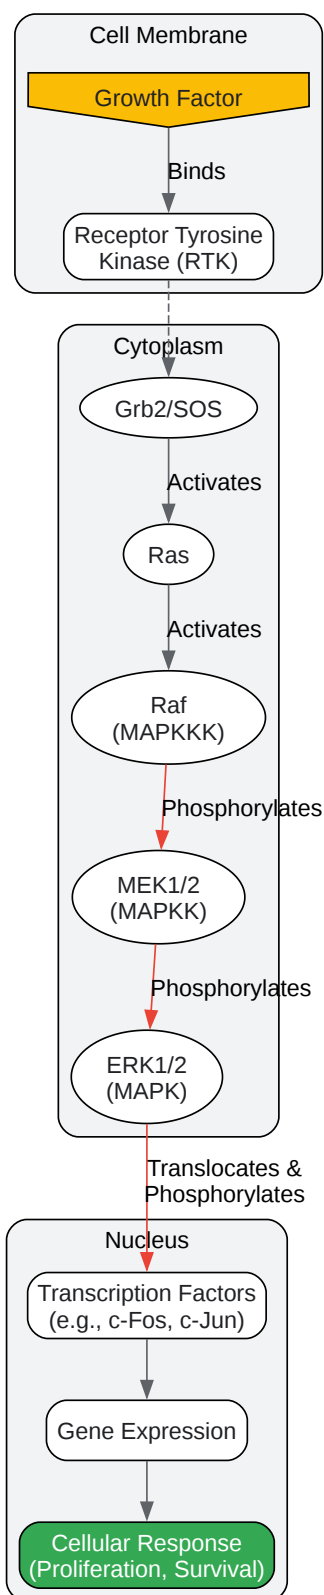 Cell Membrane
Growth Factor
Binds
Receptor Tyrosine
Kinase (RTK)
Cytoplasm
Grb2/SOS
Activates
Ras
Activates
Raf
(MAPKKK)
Phosphorylates
MEK1/2
(MAPKK)
Phosphorylates
ERK1/2
(MAPK)
Translocates &
Phosphorylates
Nucleus
Transcription Factors
(e.g., c-Fos, c-Jun)
Gene Expression
Cellular Response
(Proliferation, Survival)